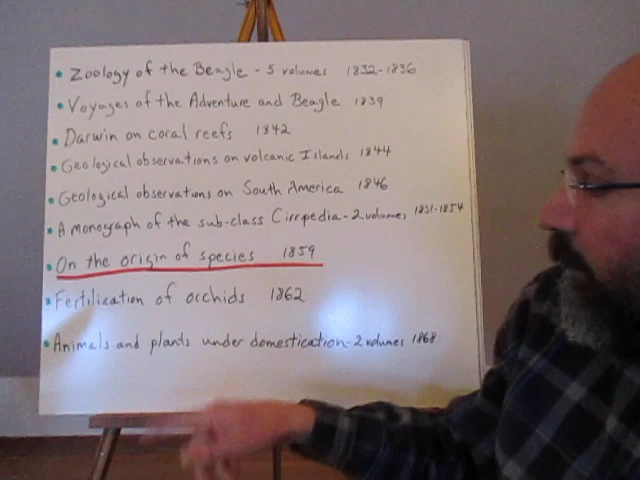 • Zoology of the Beagle - 5 volumes 1832-1836
• Voyages of the Adventure and Beagle 1839
• Darwin on coral reefs 1842
• Geological observations on volcanic Islands 1844
• Geological observations on South America 1846
• A monograph of the sub-class Cirrpedia - 2 volumes 1851-1854
• On the origin of species 1859
• Fertilization of orchids 1862
• Animals and plants under domestication - 2 volumes 1868